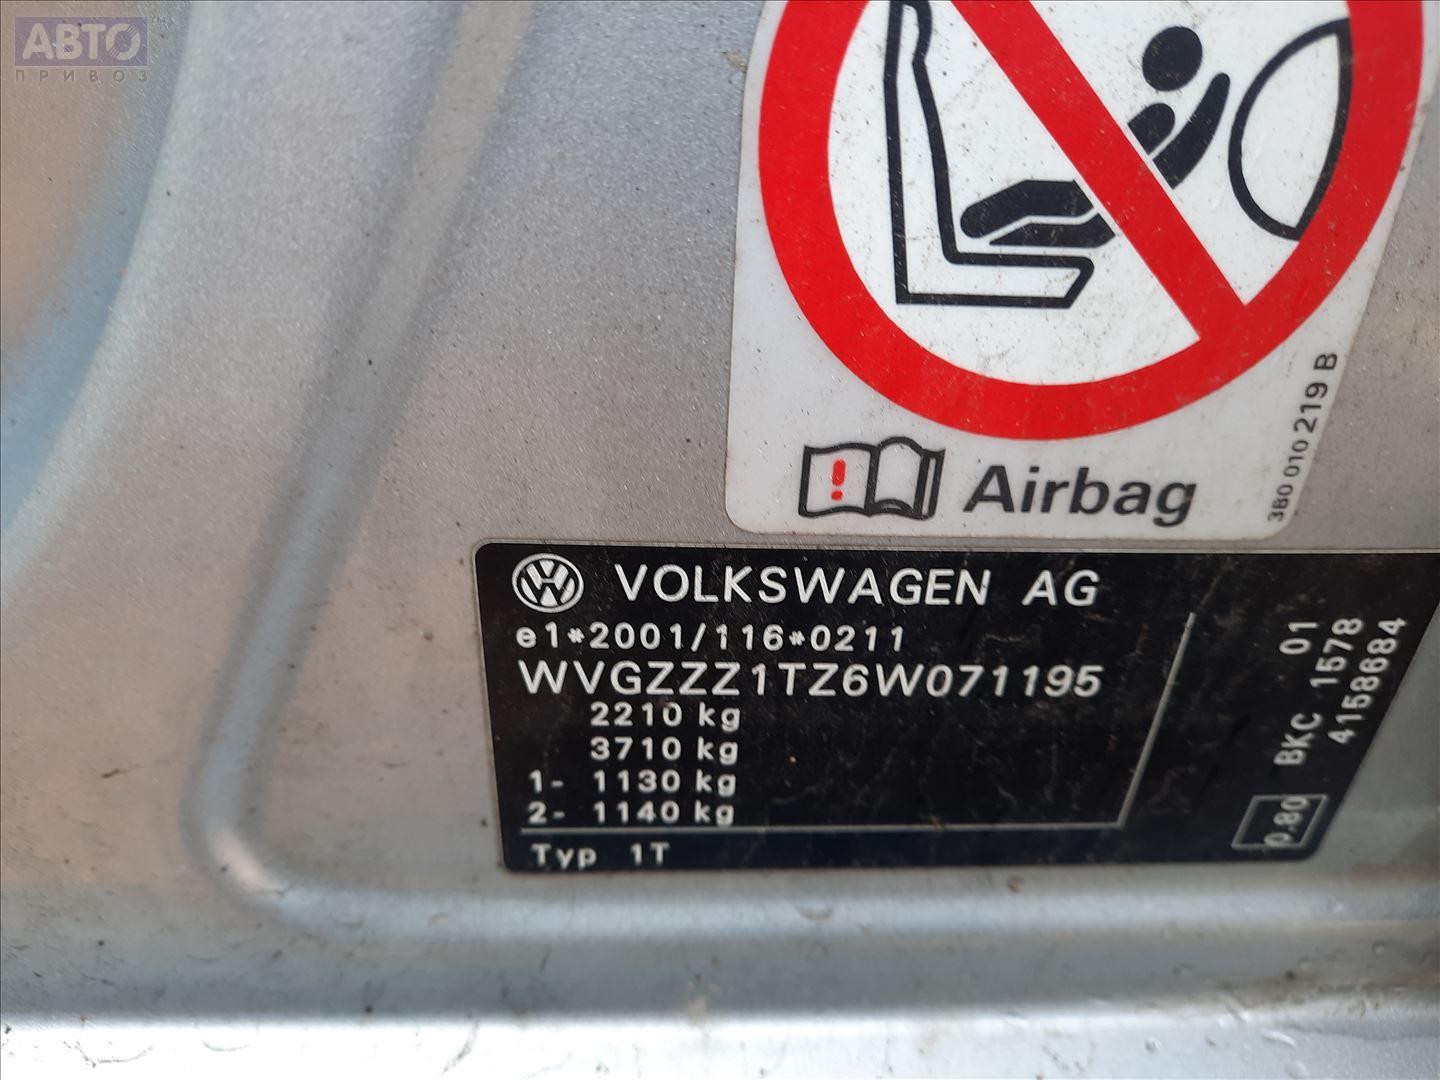 АВТО
ПРИВОЗ
Airbag
3B0 010 219 B
VOLKSWAGEN AG
e1*2001/116*0211
WVGZZZ1TZ6W071195
2210 kg
3710 kg
1- 1130 kg
2- 1140 kg
Typ 1T
01
BKC 1578
4158684
0.80